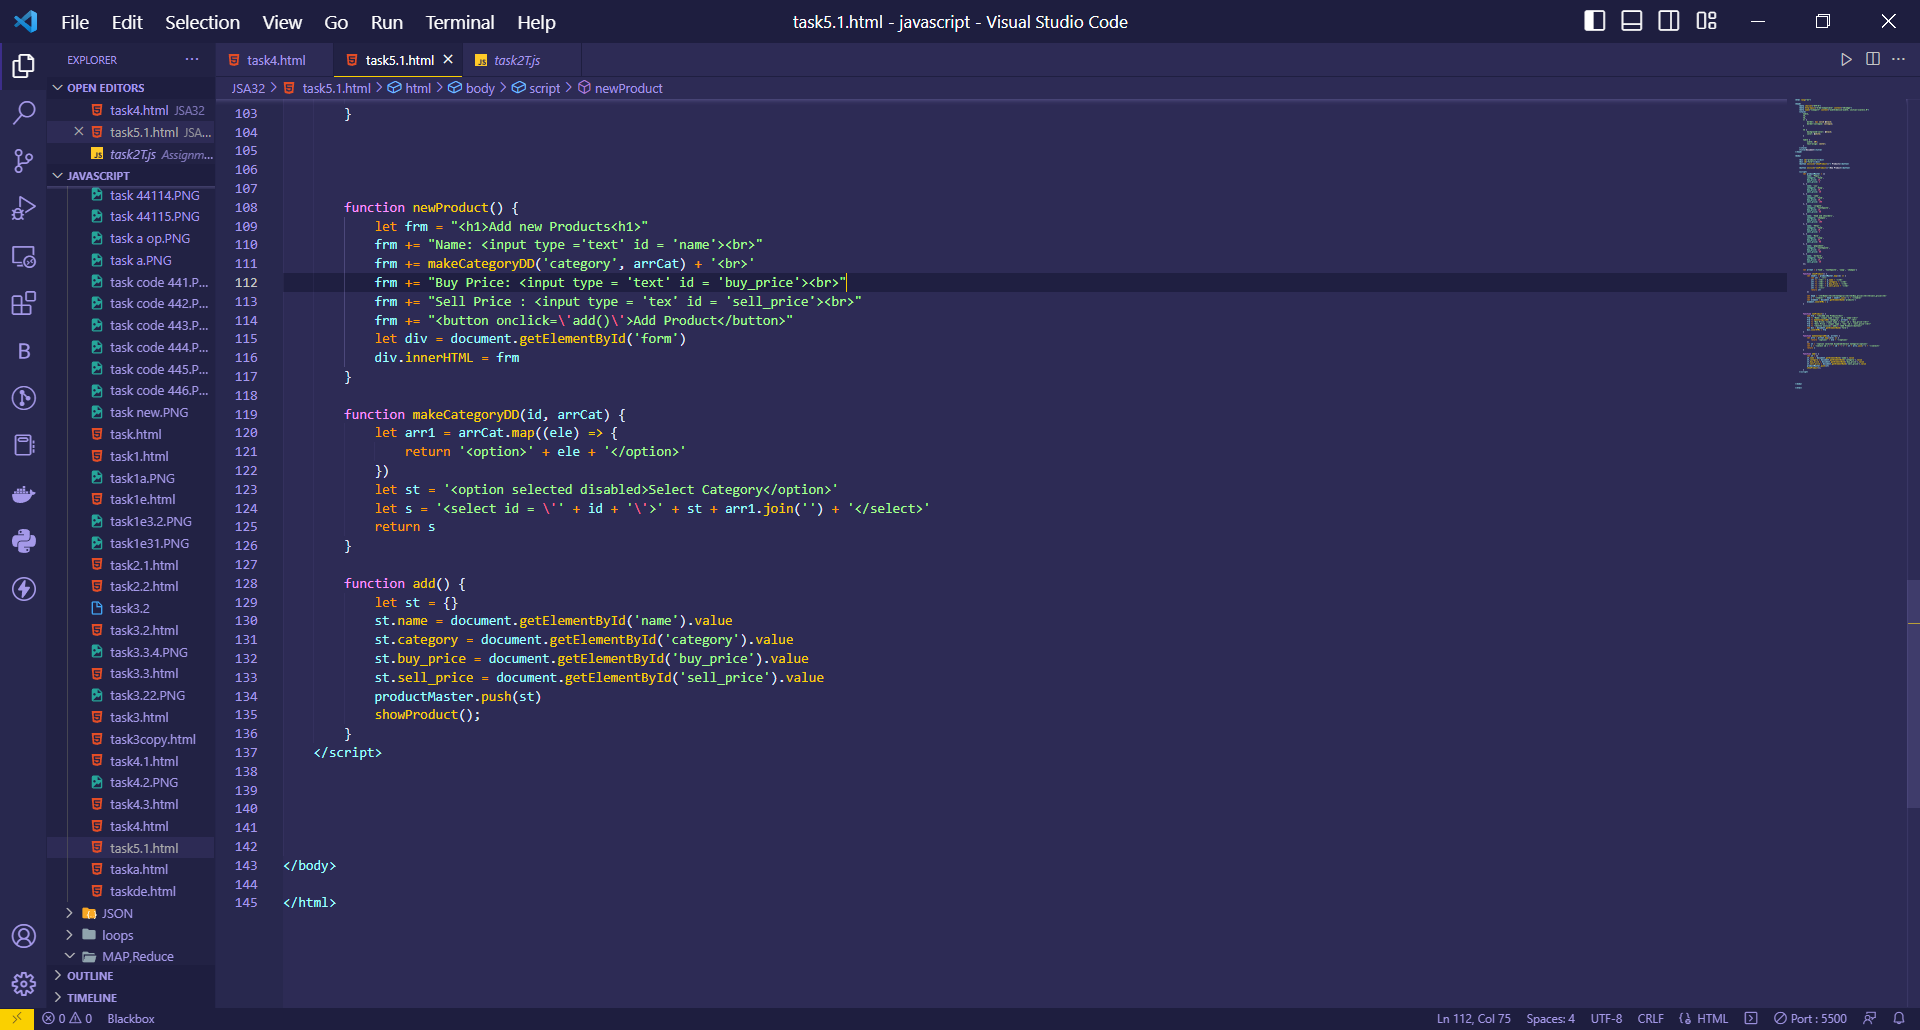 File Edit Selection View Go Run Terminal Help
task5.1.html - javascript - Visual Studio Code
EXPLORER
OPEN EDITORS
task4.html JSA32
task5.1.html JSA...
task2T.js Assignm...
JAVASCRIPT
task 44114.PNG
task 44115.PNG
task a op.PNG
task a.PNG
task code 441.P...
task code 442.P...
task code 443.P...
task code 444.P...
task code 445.P...
task code 446.P...
task new.PNG
task.html
task1.html
task1a.PNG
task1e.html
task1e3.2.PNG
task1e31.PNG
task2.1.html
task2.2.html
task3.2
task3.2.html
task3.3.4.PNG
task3.3.html
task3.22.PNG
task3.html
task3copy.html
task4.1.html
task4.2.PNG
task4.3.html
task4.html
task5.1.html
taska.html
taskde.html
JSON
loops
MAP,Reduce
OUTLINE
TIMELINE
task4.html task5.1.html task2T.js
JSA32 > task5.1.html > html > body > script > newProduct
103 }
104
105
106
107
108 function newProduct() {
109 let frm = "<h1>Add new Products<h1>"
110 frm += "Name: <input type ='text' id = 'name'><br>"
111 frm += makeCategoryDD('category', arrCat) + '<br>'
112 frm += "Buy Price: <input type = 'text' id = 'buy_price'><br>"
113 frm += "Sell Price : <input type = 'tex' id = 'sell_price'><br>"
114 frm += "<button onclick=\'add()\'>Add Product</button>"
115 let div = document.getElementById('form')
116 div.innerHTML = frm
117 }
118
119 function makeCategoryDD(id, arrCat) {
120 let arr1 = arrCat.map((ele) => {
121 return '<option>' + ele + '</option>'
122 })
123 let st = '<option selected disabled>Select Category</option>'
124 let s = '<select id = \'' + id + '\'>' + st + arr1.join('') + '</select>'
125 return s
126 }
127
128 function add() {
129 let st = {}
130 st.name = document.getElementById('name').value
131 st.category = document.getElementById('category').value
132 st.buy_price = document.getElementById('buy_price').value
133 st.sell_price = document.getElementById('sell_price').value
134 productMaster.push(st)
135 showProduct();
136 }
137 </script>
138
139
140
141
142
143 </body>
144
145 </html>
0 0 Blackbox
Ln 112, Col 75 Spaces: 4 UTF-8 CRLF HTML Port : 5500